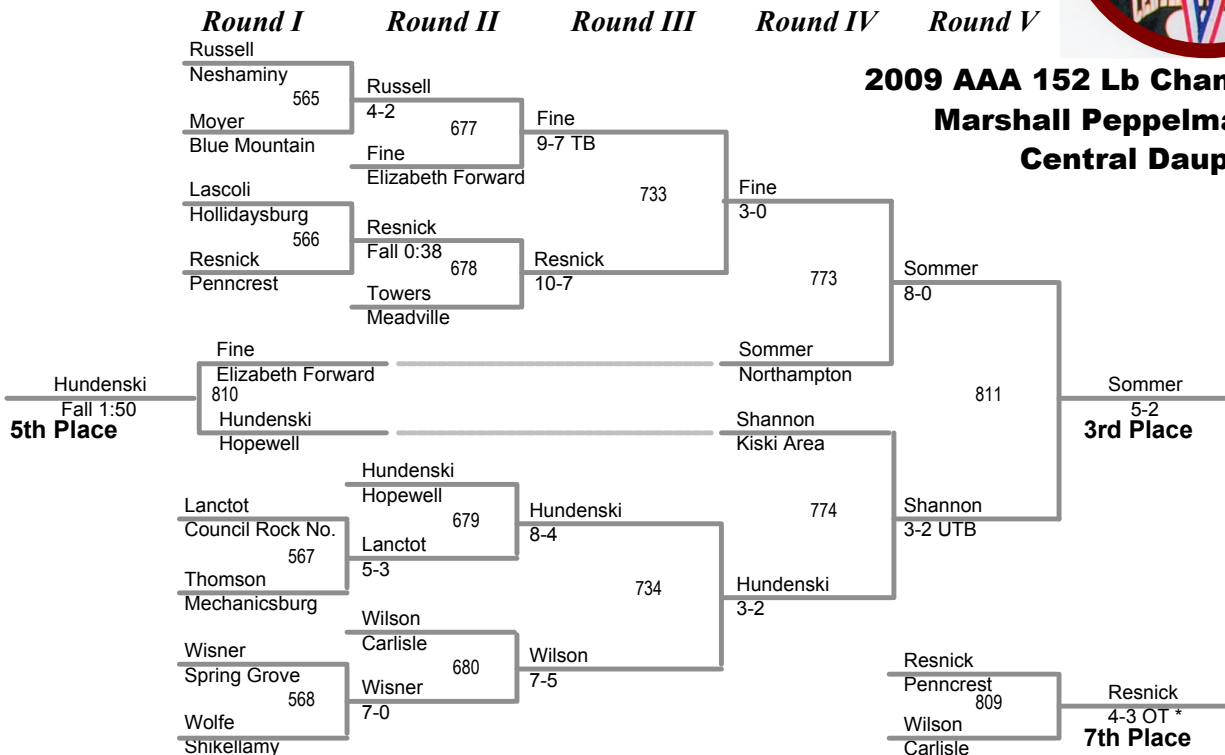 Round I Round II Round III Round IV Round V
2009 AAA 152 Lb Cham
Marshall Peppelma
Central Daup
Russell
Neshaminy
565
Moyer
Blue Mountain
Lascoli
Hollidaysburg
566
Resnick
Penncrest
Russell
4-2
677
Fine
Elizabeth Forward
Resnick
Fall 0:38
678
Towers
Meadville
Fine
9-7 TB
733
Resnick
10-7
Fine
3-0
773
Sommer
Northampton
Sommer
8-0
Fine
Elizabeth Forward
810
Hundenski
Hopewell
Hundenski
Fall 1:50
5th Place
Shannon
Kiski Area
774
Hundenski
3-2
811
Shannon
3-2 UTB
Sommer
5-2
3rd Place
Lanctot
Council Rock No.
567
Thomson
Mechanicsburg
Wisner
Spring Grove
568
Wolfe
Shikellamy
Hundenski
Hopewell
679
Lanctot
5-3
Wilson
Carlisle
680
Wisner
7-0
Hundenski
8-4
734
Wilson
7-5
Resnick
Penncrest
809
Wilson
Carlisle
Resnick
4-3 OT *
7th Place